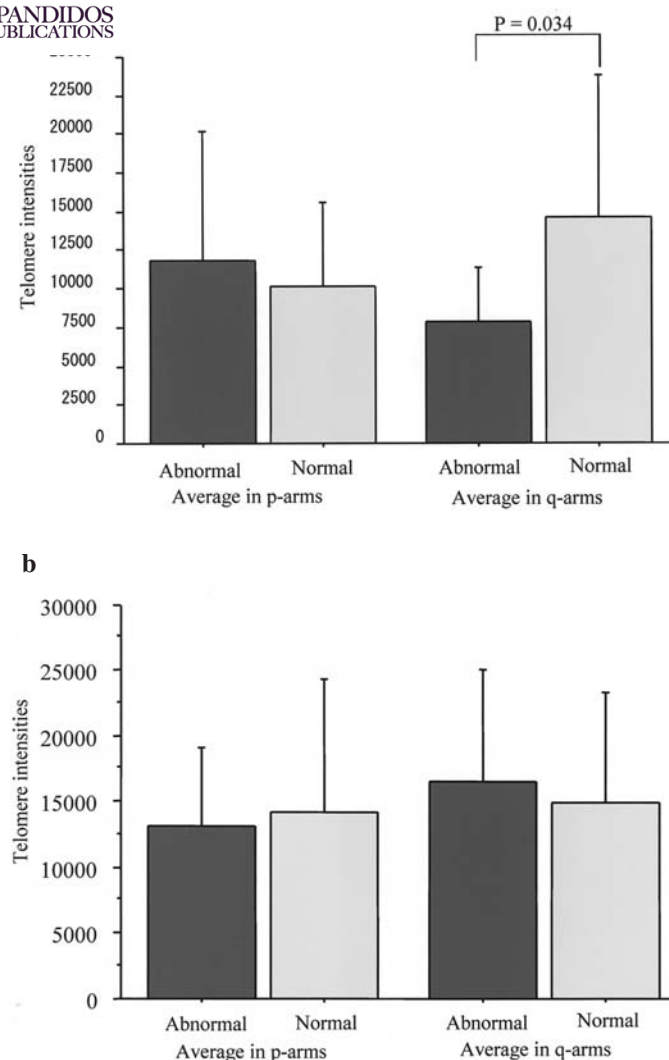 PANDIDOS
UBLICATIONS
P = 0.034
22500
20000
17500
15000
12500
10000
7500
5000
2500
0
Telomere intensities
Abnormal Normal Abnormal Normal
Average in p-arms Average in q-arms
b
30000
25000
20000
15000
10000
5000
0
Telomere intensities
Abnormal Normal Abnormal Normal
Average in p-arms Average in q-arms